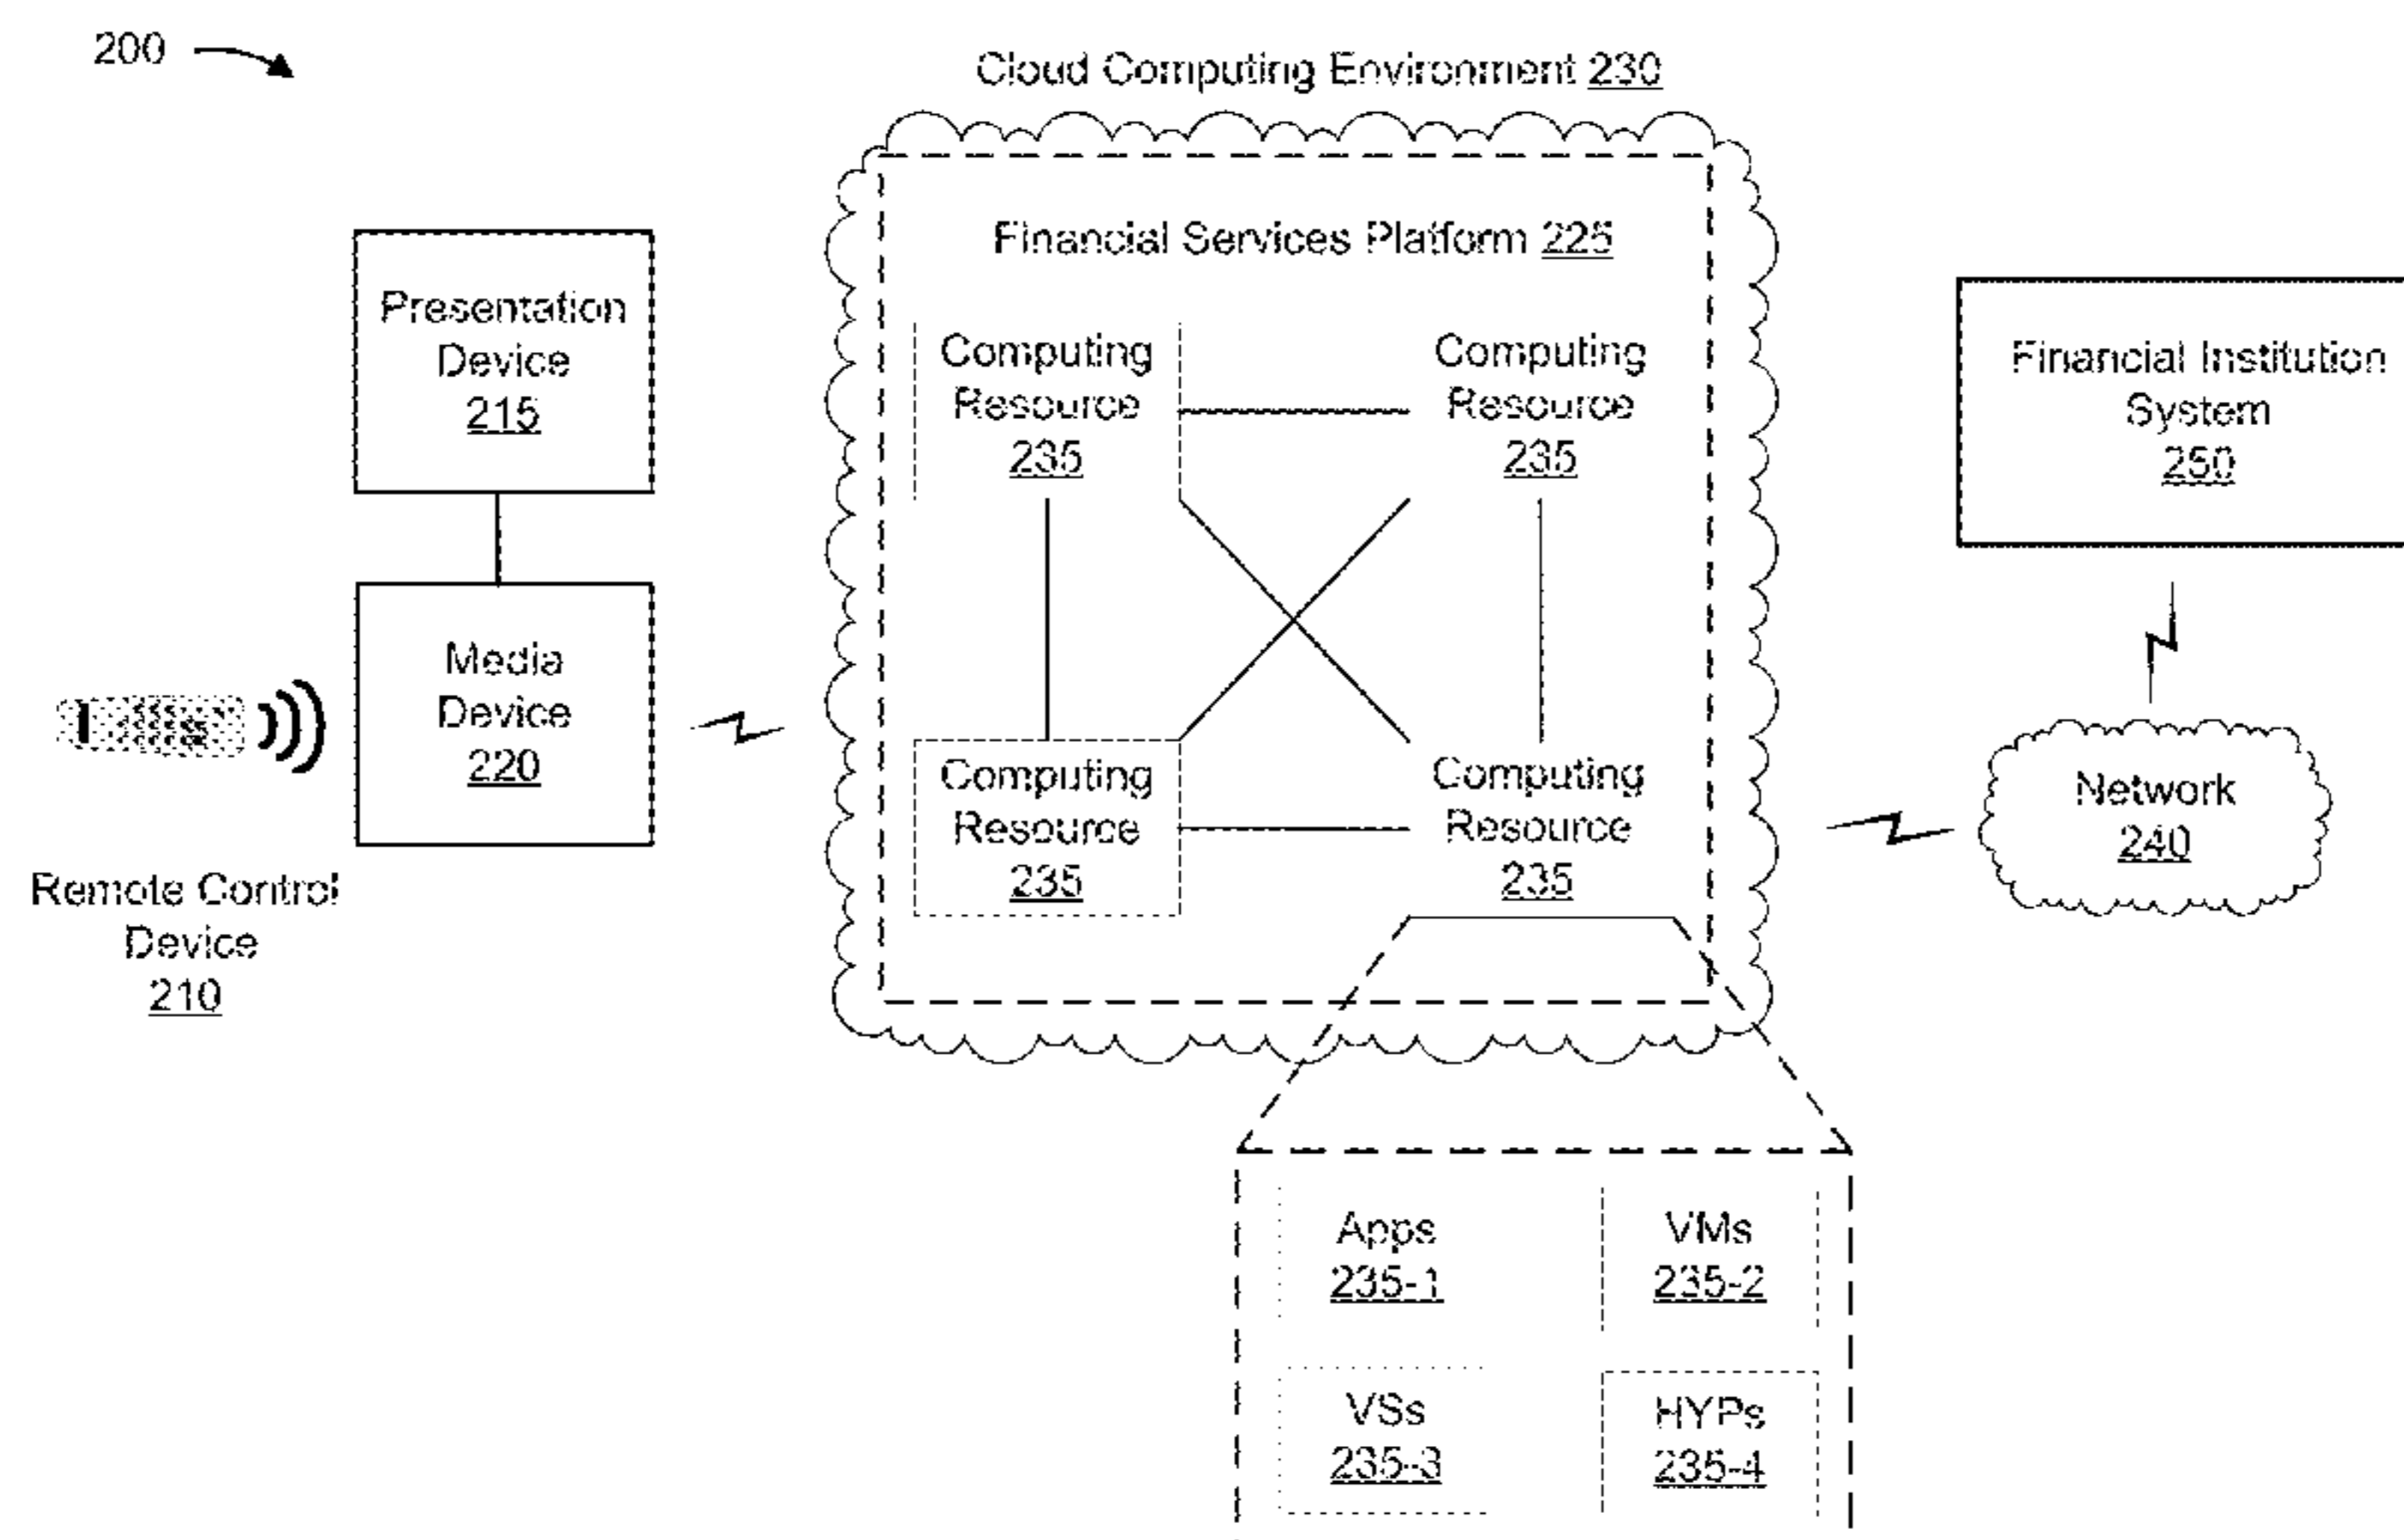 200
Cloud Computing Environment 230
Financial Services Platform 225
Presentation
Device
215
Computing
Resource
235
Computing
Resource
235
Financial Institution
System
250
Media
Device
220
Computing
Resource
235
Computing
Resource
235
Network
240
Remote Control
Device
210
Apps
235-1
VMs
235-2
VSs
235-3
HYPs
235-4